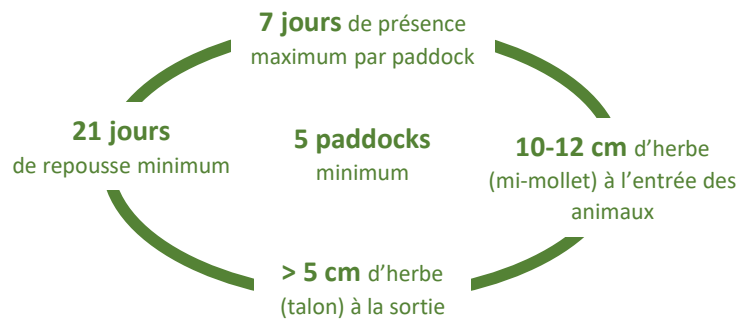 7 jours de présence
maximum par paddock
21 jours
de repousse minimum
5 paddocks
minimum
10-12 cm d’herbe
(mi-mollet) à l’entrée des
animaux
> 5 cm d’herbe
(talon) à la sortie